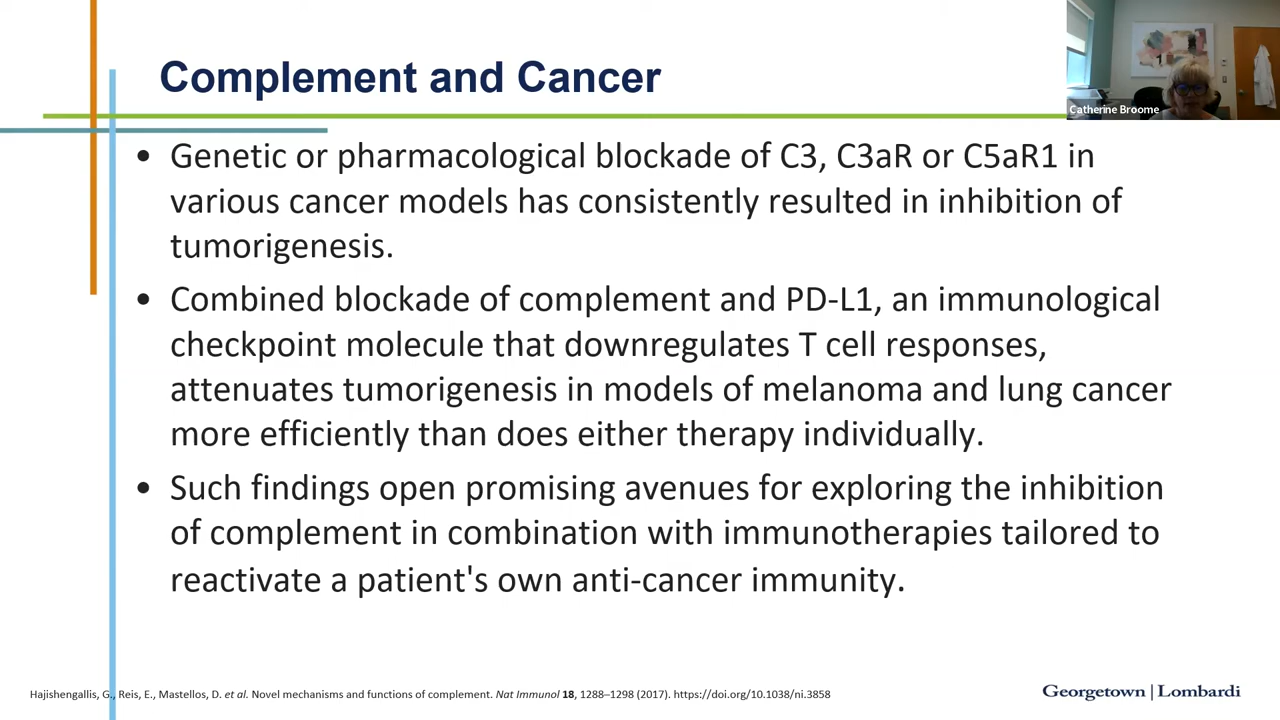 Complement and Cancer
Catherine Broome
• Genetic or pharmacological blockade of C3, C3aR or C5aR1 in
various cancer models has consistently resulted in inhibition of
tumorigenesis.
• Combined blockade of complement and PD-L1, an immunological
checkpoint molecule that downregulates T cell responses,
attenuates tumorigenesis in models of melanoma and lung cancer
more efficiently than does either therapy individually.
• Such findings open promising avenues for exploring the inhibition
of complement in combination with immunotherapies tailored to
reactivate a patient's own anti-cancer immunity.
Hajishengallis, G., Reis, E., Mastellos, D. et al. Novel mechanisms and functions of complement. Nat Immunol 18, 1288–1298 (2017). https://doi.org/10.1038/ni.3858
Georgetown | Lombardi